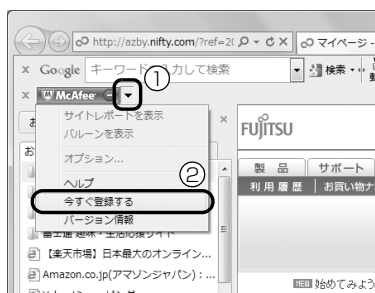 http://azby.nifty.com/?ref=2(
マイページ -
x Google キーワード 入力して検索
検索
①
x McAfee
サイトレポートを表示
バルーンを表示
オプション...
ヘルプ
②
今すぐ登録する
バージョン情報
富士通 趣味・生活応援サイト
【楽天市場】日本最大のオンライン...
Amazon.co.jp(アマゾンジャパン) : ...
FUJITSU
製 品
サポート
利用履歴
お買い物ナ
NEW 始めてみよう